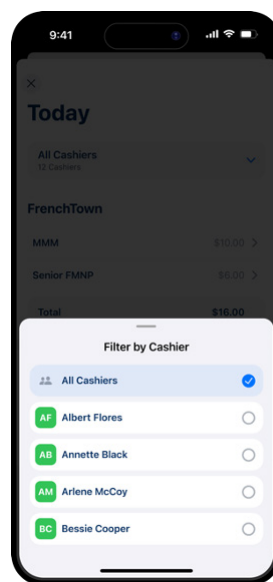 9:41
Today
All Cashiers
12 Cashiers
FrenchTown
MMM $10.00
Senior FMNP $6.00
Total $16.00
Filter by Cashier
All Cashiers
AF Albert Flores
AB Annette Black
AM Arlene McCoy
BC Bessie Cooper